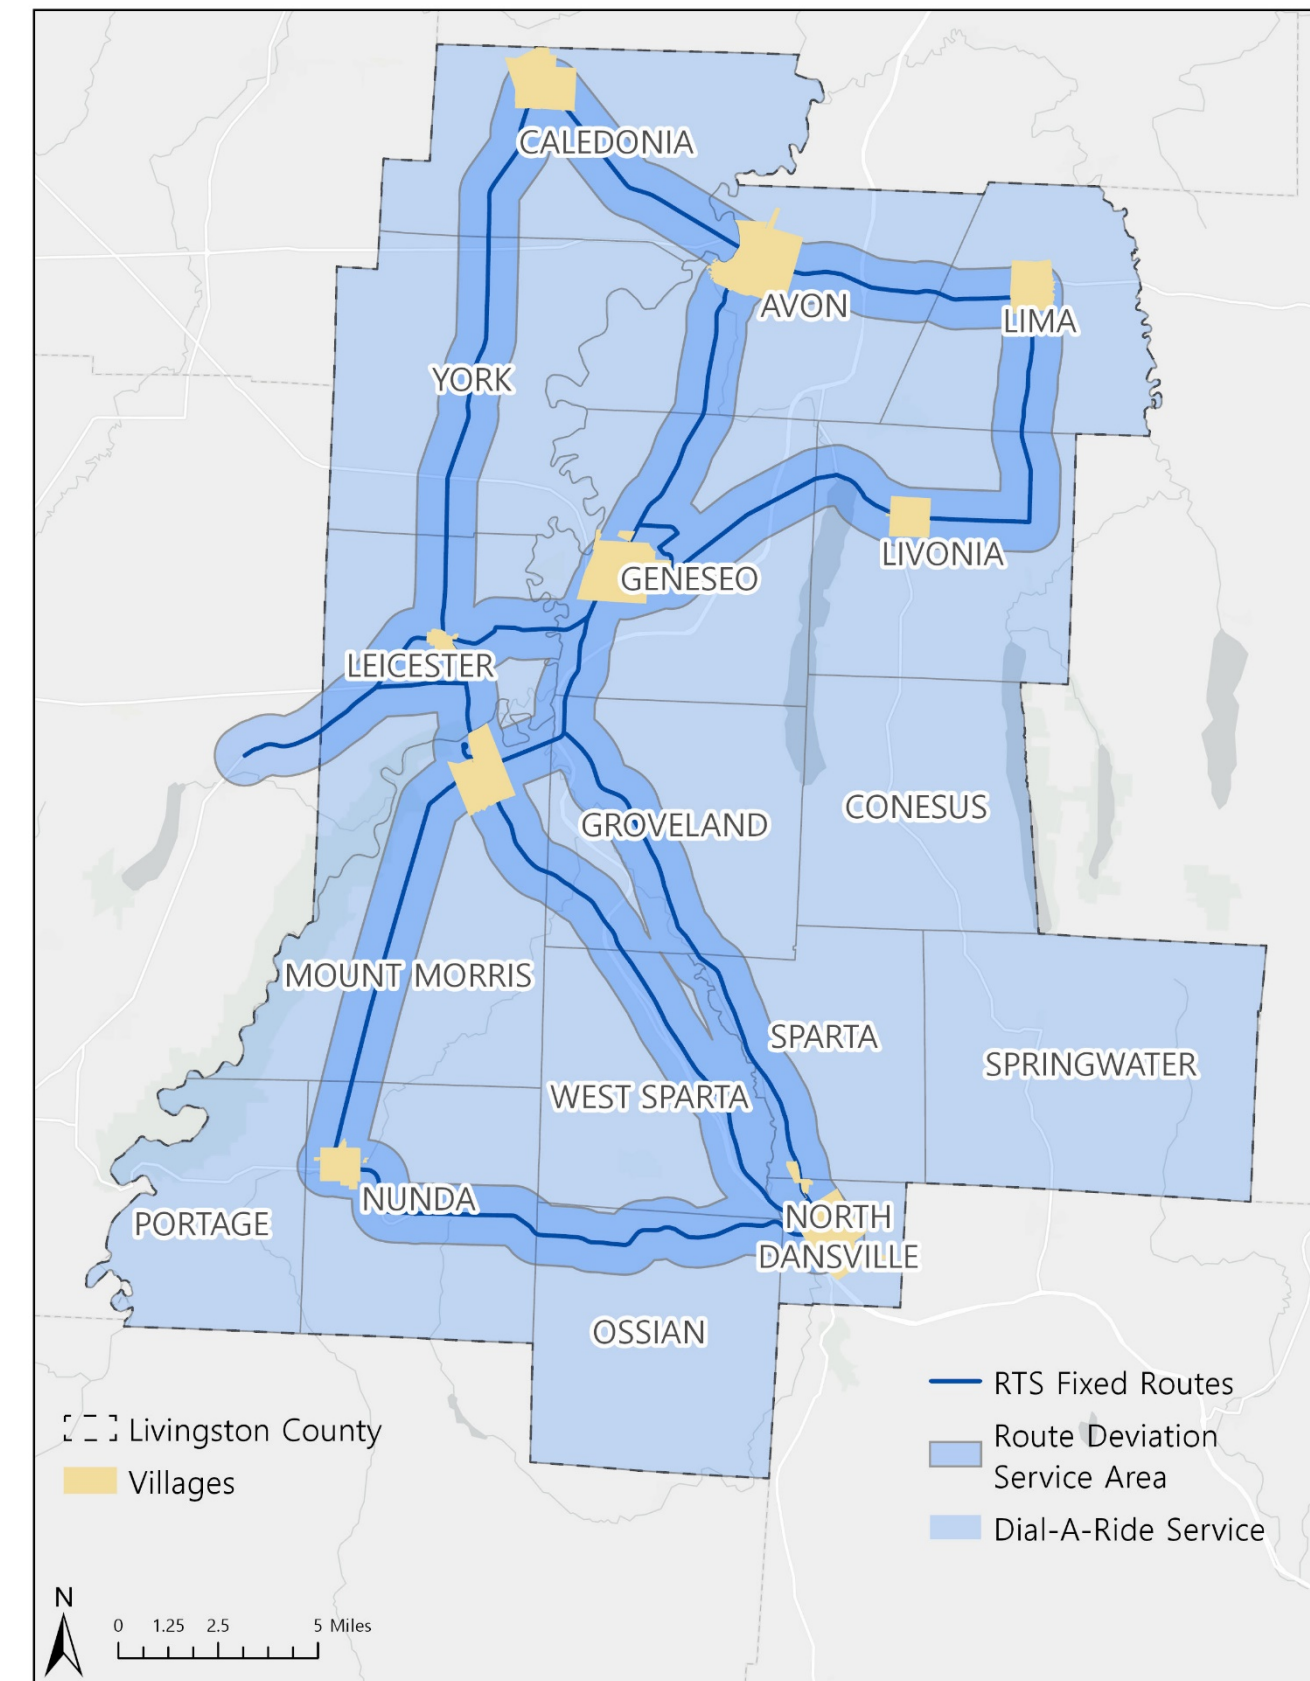 CALEDONIA
AVON
LIMA
YORK
LIVONIA
GENESEO
LEICESTER
CONESUS
GROVELAND
MOUNT MORRIS
SPARTA
SPRINGWATER
WEST SPARTA
NUNDA
PORTAGE
NORTH
DANSVILLE
OSSIAN
Livingston County
Villages
RTS Fixed Routes
Route Deviation
Service Area
Dial-A-Ride Service
N
0 1.25 2.5 5 Miles